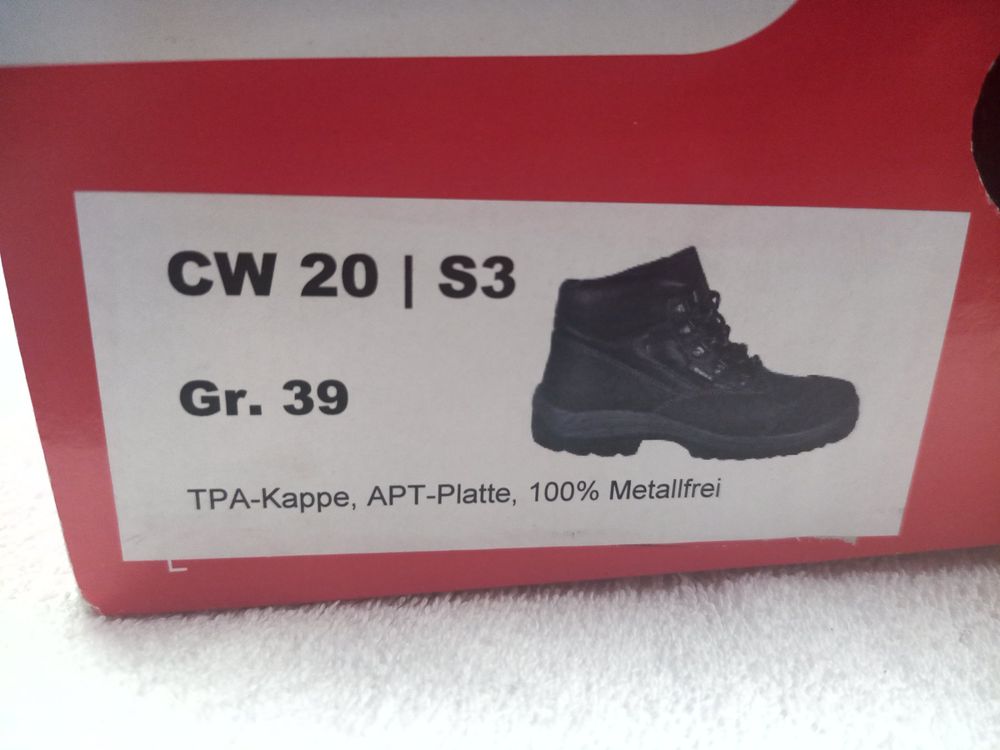 CW 20 | S3
Gr. 39
TPA-Kappe, APT-Platte, 100% Metallfrei